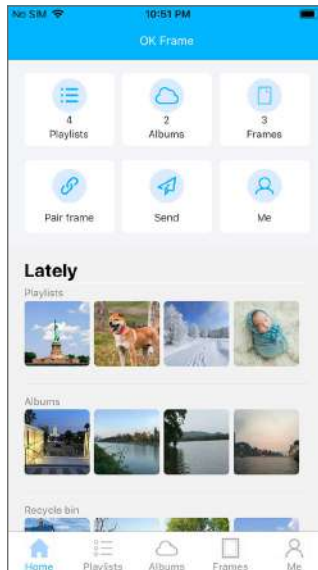 No SIM 10:51 PM
OK Frame
4 2 3
Playlists Albums Frames
Pair frame Send Me
Lately
Playlists
Albums
Recycle bin
Home Playlists Albums Frames Me